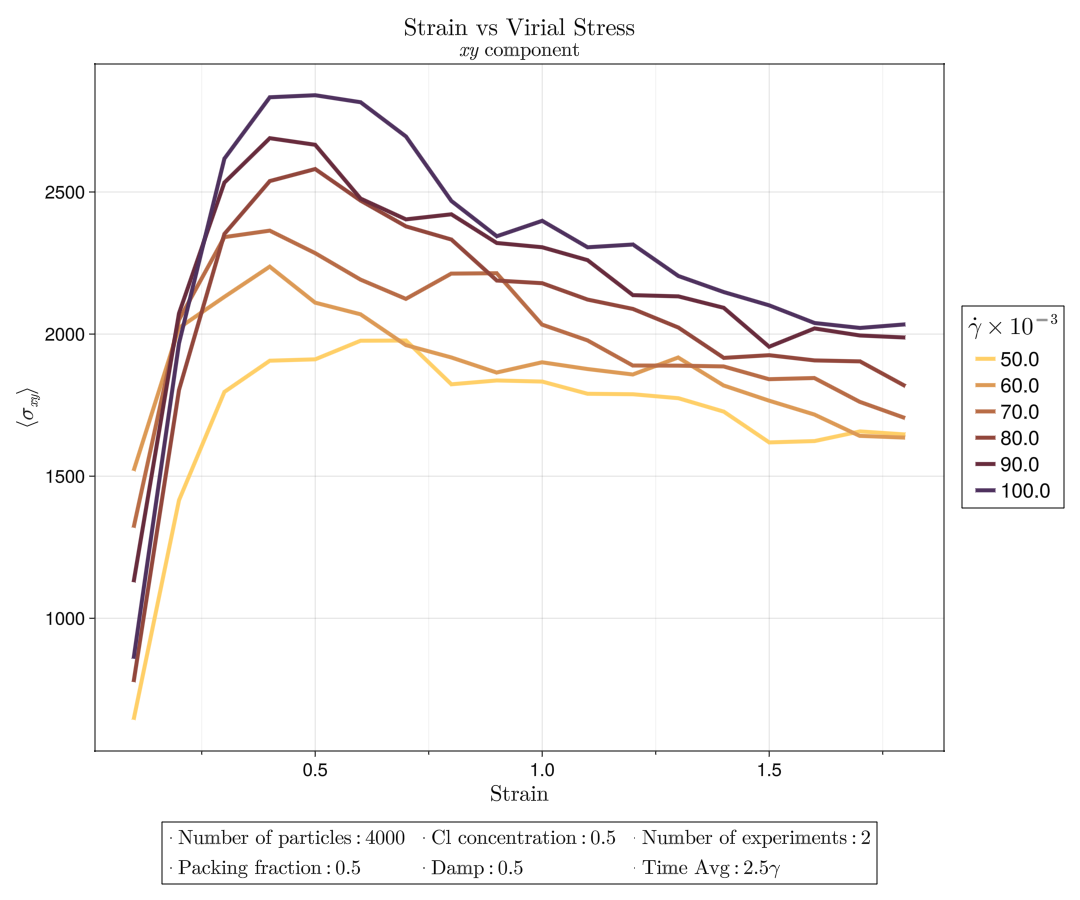 Strain vs Virial Stress
xy component
2500
2000
1500
1000
⟨σxy⟩
0.5 1.0 1.5
Strain
γ̇ × 10⁻³
50.0
60.0
70.0
80.0
90.0
100.0
· Number of particles : 4000 · Cl concentration : 0.5 · Number of experiments : 2
· Packing fraction : 0.5 · Damp : 0.5 · Time Avg : 2.5γ